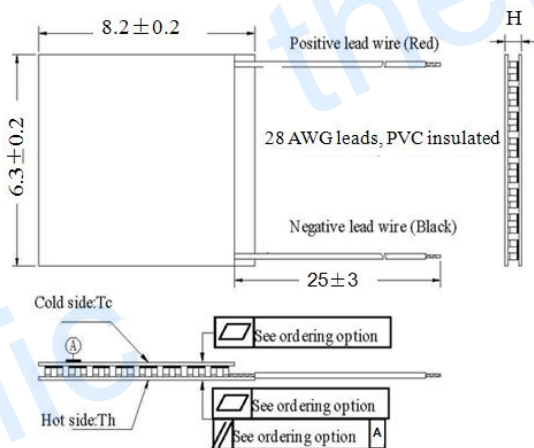 8.2±0.2
H
Positive lead wire (Red)
6.3±0.2
28 AWG leads, PVC insulated
Negative lead wire (Black)
25±3
Cold side:Tc
A
See ordering option
Hot side:Th
See ordering option
See ordering option A